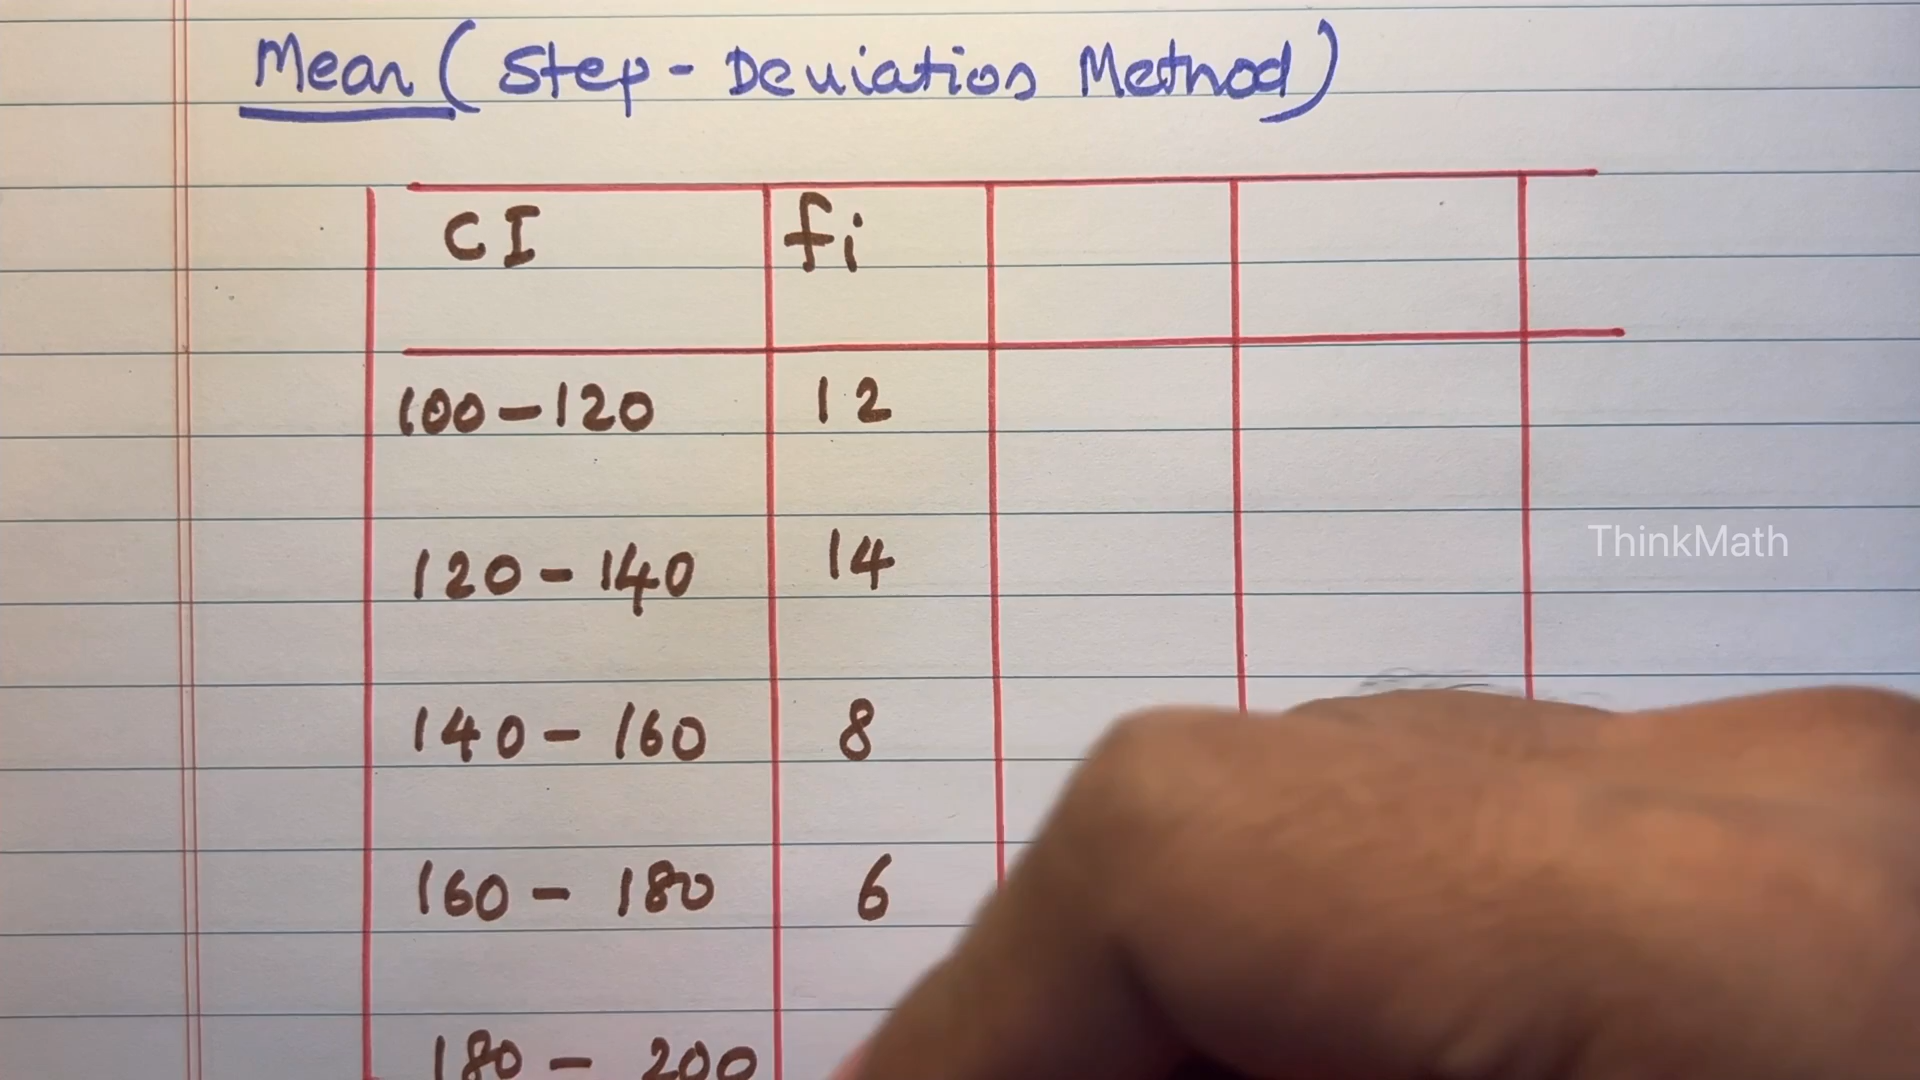 Mean (Step - Deviation Method)
CI fi
100 - 120 12
120 - 140 14
ThinkMath
140 - 160 8
160 - 180 6
180 - 200